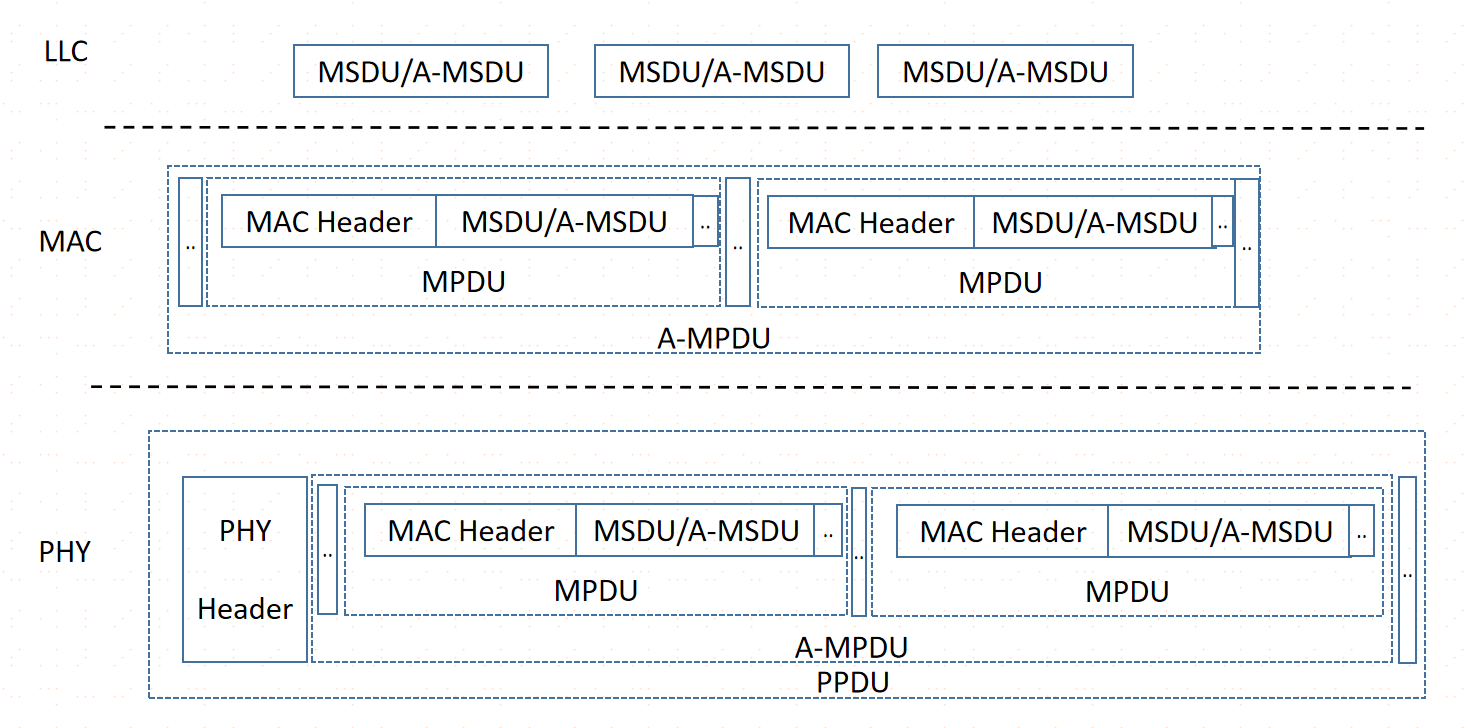 LLC
MSDU/A-MSDU MSDU/A-MSDU MSDU/A-MSDU
MAC
.. MAC Header MSDU/A-MSDU .. .. MAC Header MSDU/A-MSDU .. ..
MPDU MPDU
A-MPDU
PHY
PHY Header
.. MAC Header MSDU/A-MSDU .. .. MAC Header MSDU/A-MSDU .. ..
MPDU MPDU
A-MPDU
PPDU